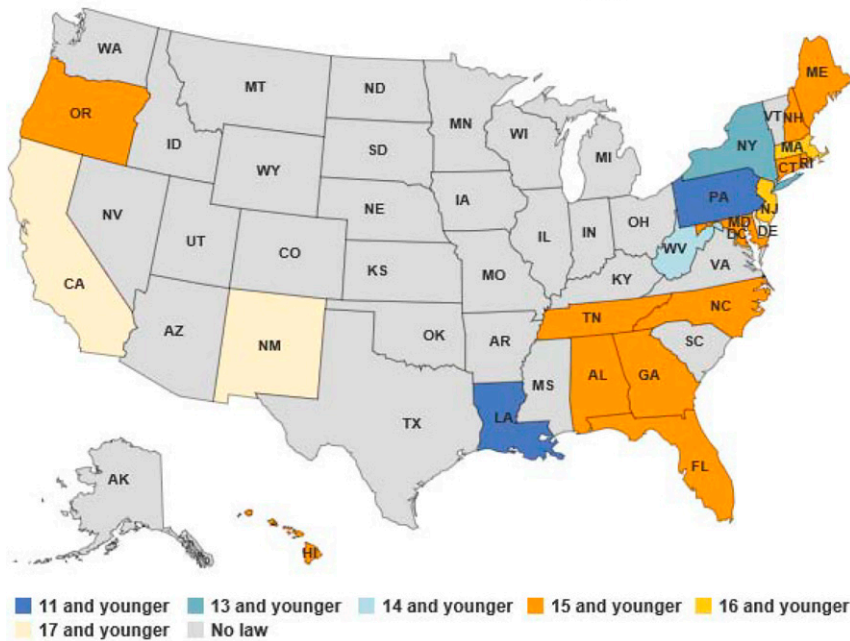 WA
MT
ND
ME
OR
MN
VT NH
ID
SD
WI
NY
MA
WY
MI
CT RI
IA
PA
NJ
NV
NE
OH
MD
UT
IL
IN
DC DE
CO
WV
CA
KS
MO
KY
VA
AZ
NM
OK
AR
TN
NC
SC
MS
AL
GA
TX
LA
AK
FL
HI
11 and younger 13 and younger 14 and younger 15 and younger 16 and younger
17 and younger No law